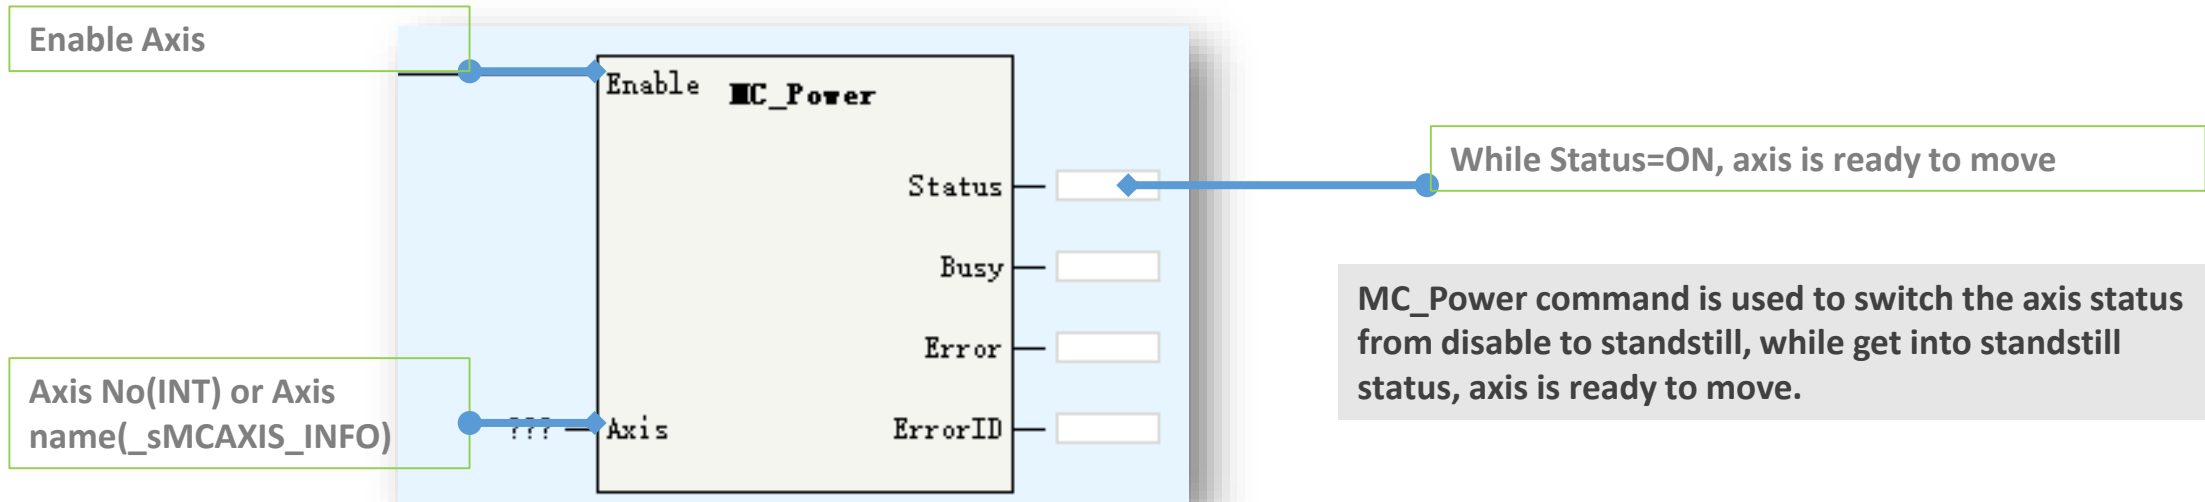 Enable Axis
Enable
MC_Power
Status
While Status=ON, axis is ready to move
Busy
MC_Power command is used to switch the axis status
from disable to standstill, while get into standstill
status, axis is ready to move.
Error
Axis No(INT) or Axis
name(_sMCAXIS_INFO)
???
Axis
ErrorID